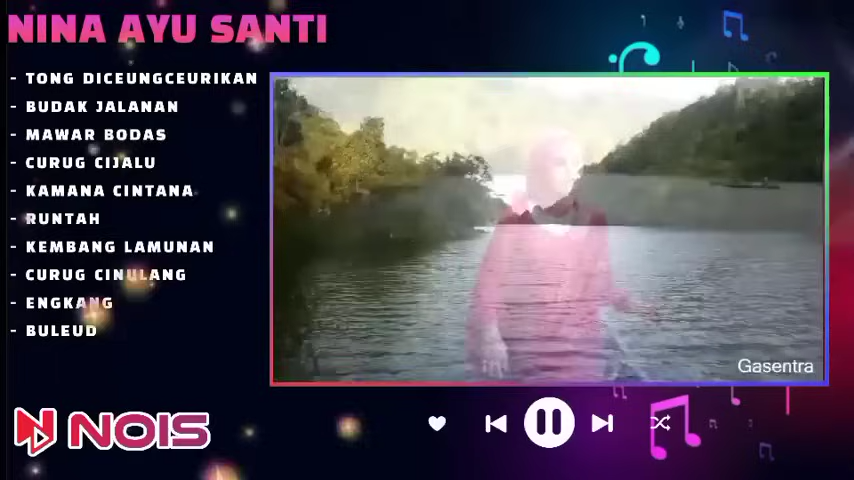 NINA AYU SANTI
- TONG DICEUNGCEURIKAN
- BUDAK JALANAN
- MAWAR BODAS
- CURUG CIJALU
- KAMANA CINTANA
- RUNTAH
- KEMBANG LAMUNAN
- CURUG CINULANG
- ENGKANG
- BULEUD
Gasentra
NOIS